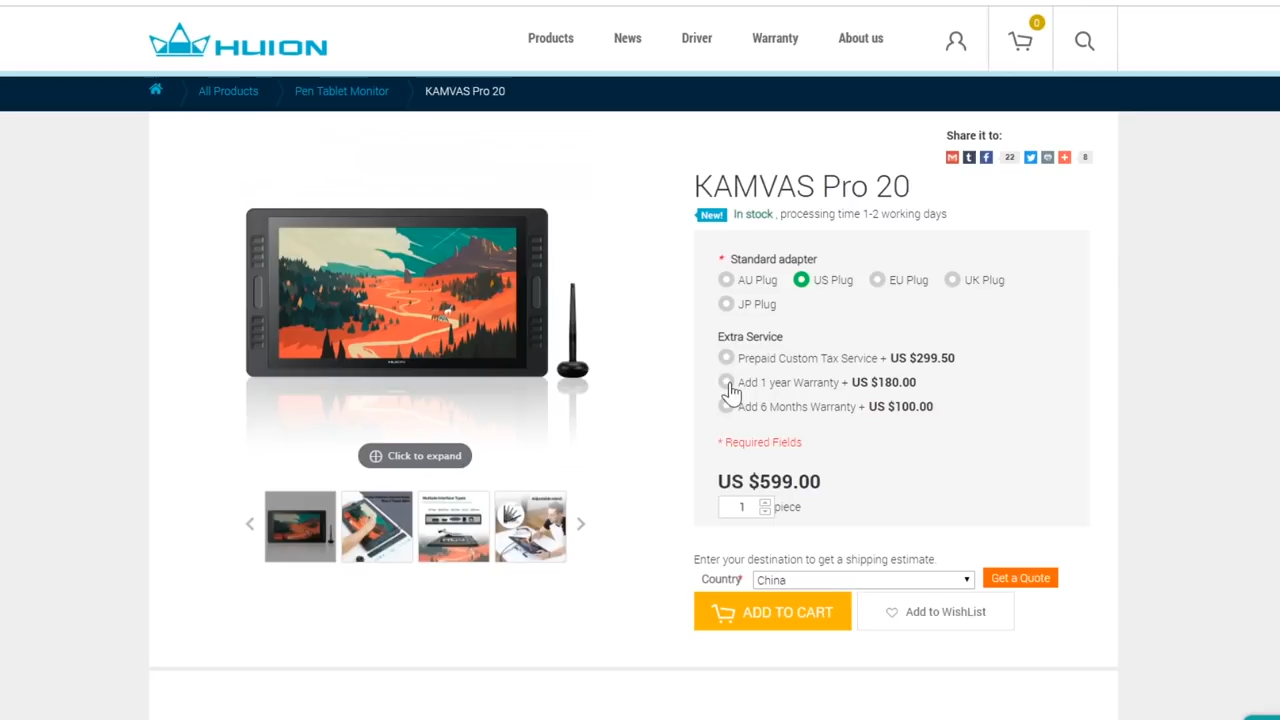 HUION
Products
News
Driver
Warranty
About us
0
All Products
Pen Tablet Monitor
KAMVAS Pro 20
Share it to:
22
8
KAMVAS Pro 20
New! In stock , processing time 1-2 working days
* Standard adapter
AU Plug
US Plug
EU Plug
UK Plug
JP Plug
Extra Service
Prepaid Custom Tax Service + US $299.50
Add 1 year Warranty + US $180.00
Add 6 Months Warranty + US $100.00
* Required Fields
US $599.00
1 piece
Click to expand
Enter your destination to get a shipping estimate.
Country* China
Get a Quote
ADD TO CART
Add to WishList